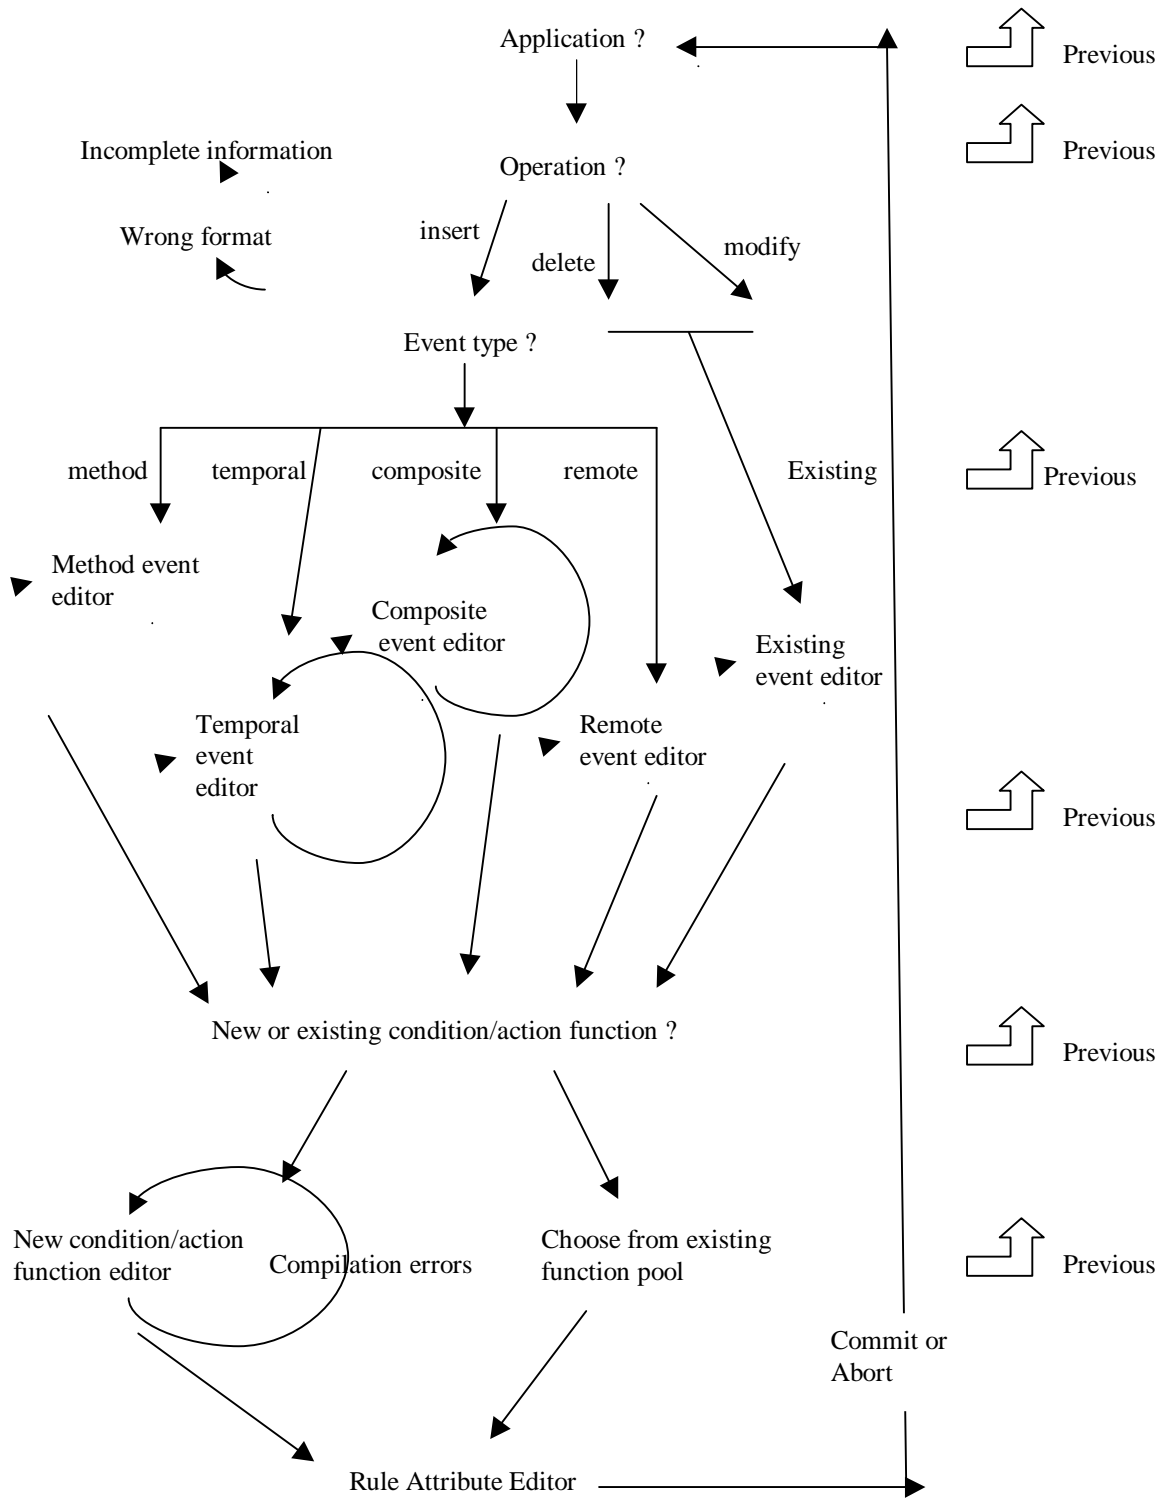 Application ?
Previous
Incomplete information
Operation ?
Previous
Wrong format
insert
delete
modify
Event type ?
method
temporal
composite
remote
Existing
Previous
Method event
editor
Composite
event editor
Existing
event editor
Temporal
event
editor
Remote
event editor
Previous
New or existing condition/action function ?
Previous
New condition/action
function editor
Compilation errors
Choose from existing
function pool
Previous
Commit or
Abort
Rule Attribute Editor